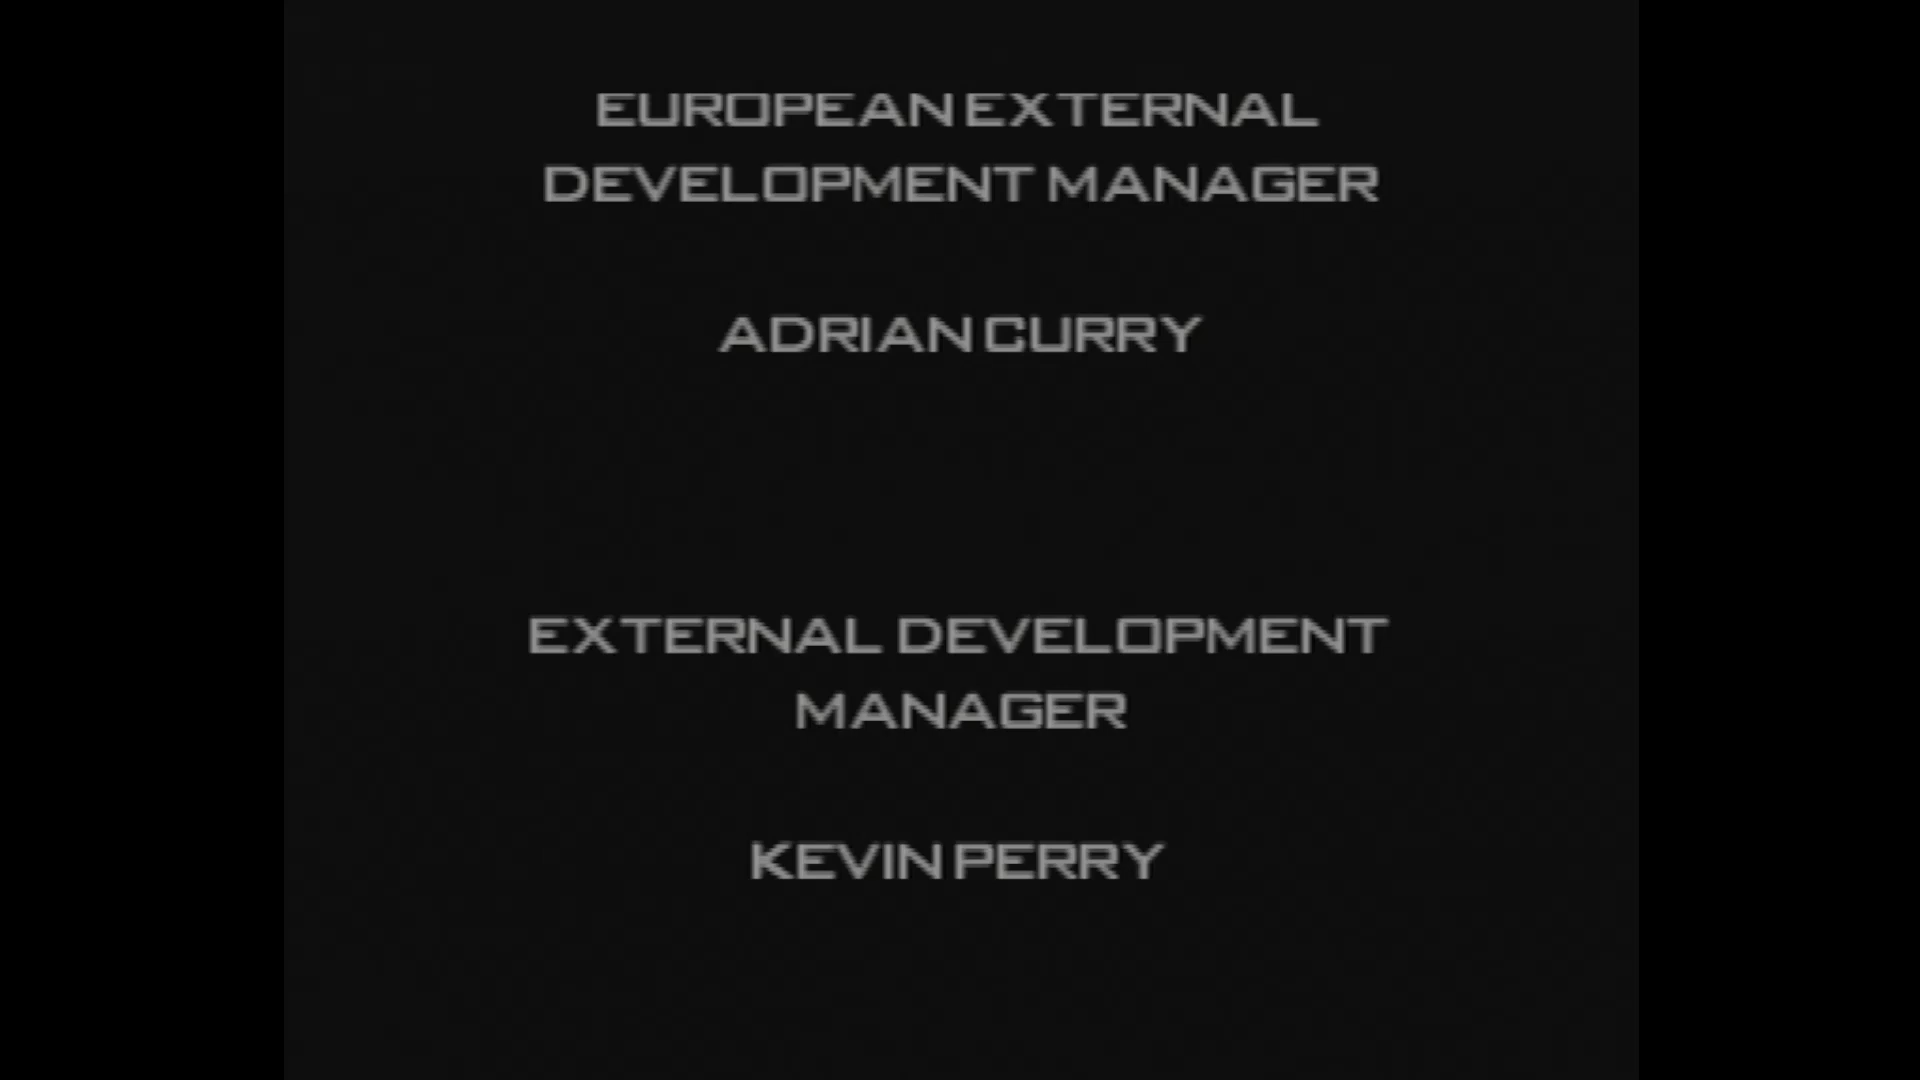 EUROPEAN EXTERNAL
DEVELOPMENT MANAGER
ADRIAN CURRY
EXTERNAL DEVELOPMENT
MANAGER
KEVIN PERRY